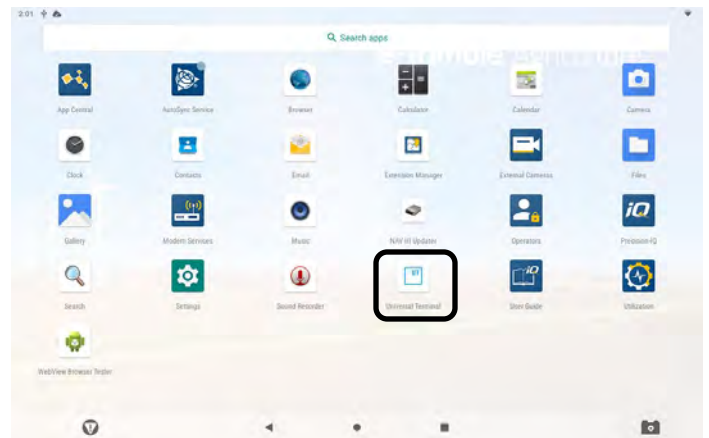 2:01
Search apps
App Central AutoSync Service Browser Calculator Calendar Camera
Clock Contacts Email Extension Manager External Cameras Files
Gallery Modem Services Music NAV III Updater Operators iQ Precision-IQ
Search Settings Sound Recorder UT Universal Terminal iQ User Guide Utilization
WebView Browser Tester